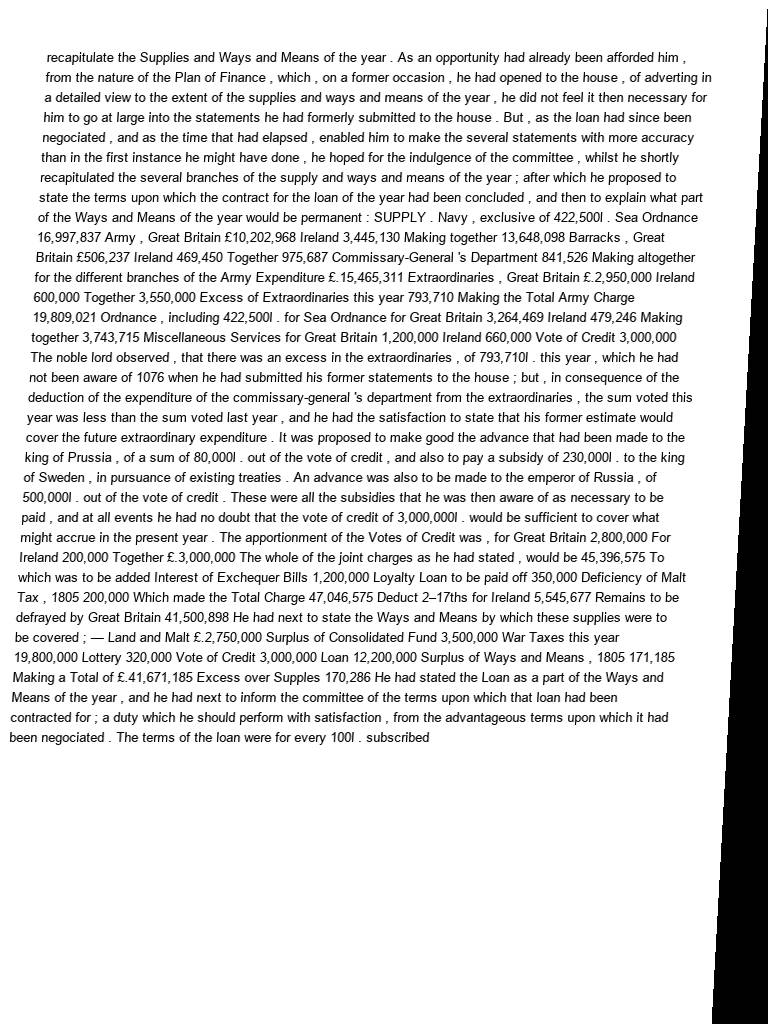 recapitulate the Supplies and Ways and Means of the year . As an opportunity had already been afforded him ,
from the nature of the Plan of Finance , which , on a former occasion , he had opened to the house , of adverting in
a detailed view to the extent of the supplies and ways and means of the year , he did not feel it then necessary for
him to go at large into the statements he had formerly submitted to the house . But , as the loan had since been
negociated , and as the time that had elapsed , enabled him to make the several statements with more accuracy
than in the first instance he might have done , he hoped for the indulgence of the committee , whilst he shortly
recapitulated the several branches of the supply and ways and means of the year ; after which he proposed to
state the terms upon which the contract for the loan of the year had been concluded , and then to explain what part
of the Ways and Means of the year would be permanent : SUPPLY . Navy , exclusive of 422,500l . Sea Ordnance
16,997,837 Army , Great Britain £10,202,968 Ireland 3,445,130 Making together 13,648,098 Barracks , Great
Britain £506,237 Ireland 469,450 Together 975,687 Commissary-General 's Department 841,526 Making altogether
for the different branches of the Army Expenditure £.15,465,311 Extraordinaries , Great Britain £.2,950,000 Ireland
600,000 Together 3,550,000 Excess of Extraordinaries this year 793,710 Making the Total Army Charge
19,809,021 Ordnance , including 422,500l . for Sea Ordnance for Great Britain 3,264,469 Ireland 479,246 Making
together 3,743,715 Miscellaneous Services for Great Britain 1,200,000 Ireland 660,000 Vote of Credit 3,000,000
The noble lord observed , that there was an excess in the extraordinaries , of 793,710l . this year , which he had
not been aware of 1076 when he had submitted his former statements to the house ; but , in consequence of the
deduction of the expenditure of the commissary-general 's department from the extraordinaries , the sum voted this
year was less than the sum voted last year , and he had the satisfaction to state that his former estimate would
cover the future extraordinary expenditure . It was proposed to make good the advance that had been made to the
king of Prussia , of a sum of 80,000l . out of the vote of credit , and also to pay a subsidy of 230,000l . to the king
of Sweden , in pursuance of existing treaties . An advance was also to be made to the emperor of Russia , of
500,000l . out of the vote of credit . These were all the subsidies that he was then aware of as necessary to be
paid , and at all events he had no doubt that the vote of credit of 3,000,000l . would be sufficient to cover what
might accrue in the present year . The apportionment of the Votes of Credit was , for Great Britain 2,800,000 For
Ireland 200,000 Together £.3,000,000 The whole of the joint charges as he had stated , would be 45,396,575 To
which was to be added Interest of Exchequer Bills 1,200,000 Loyalty Loan to be paid off 350,000 Deficiency of Malt
Tax , 1805 200,000 Which made the Total Charge 47,046,575 Deduct 2–17ths for Ireland 5,545,677 Remains to be
defrayed by Great Britain 41,500,898 He had next to state the Ways and Means by which these supplies were to
be covered ; — Land and Malt £.2,750,000 Surplus of Consolidated Fund 3,500,000 War Taxes this year
19,800,000 Lottery 320,000 Vote of Credit 3,000,000 Loan 12,200,000 Surplus of Ways and Means , 1805 171,185
Making a Total of £.41,671,185 Excess over Supples 170,286 He had stated the Loan as a part of the Ways and
Means of the year , and he had next to inform the committee of the terms upon which that loan had been
contracted for ; a duty which he should perform with satisfaction , from the advantageous terms upon which it had
been negociated . The terms of the loan were for every 100l . subscribed